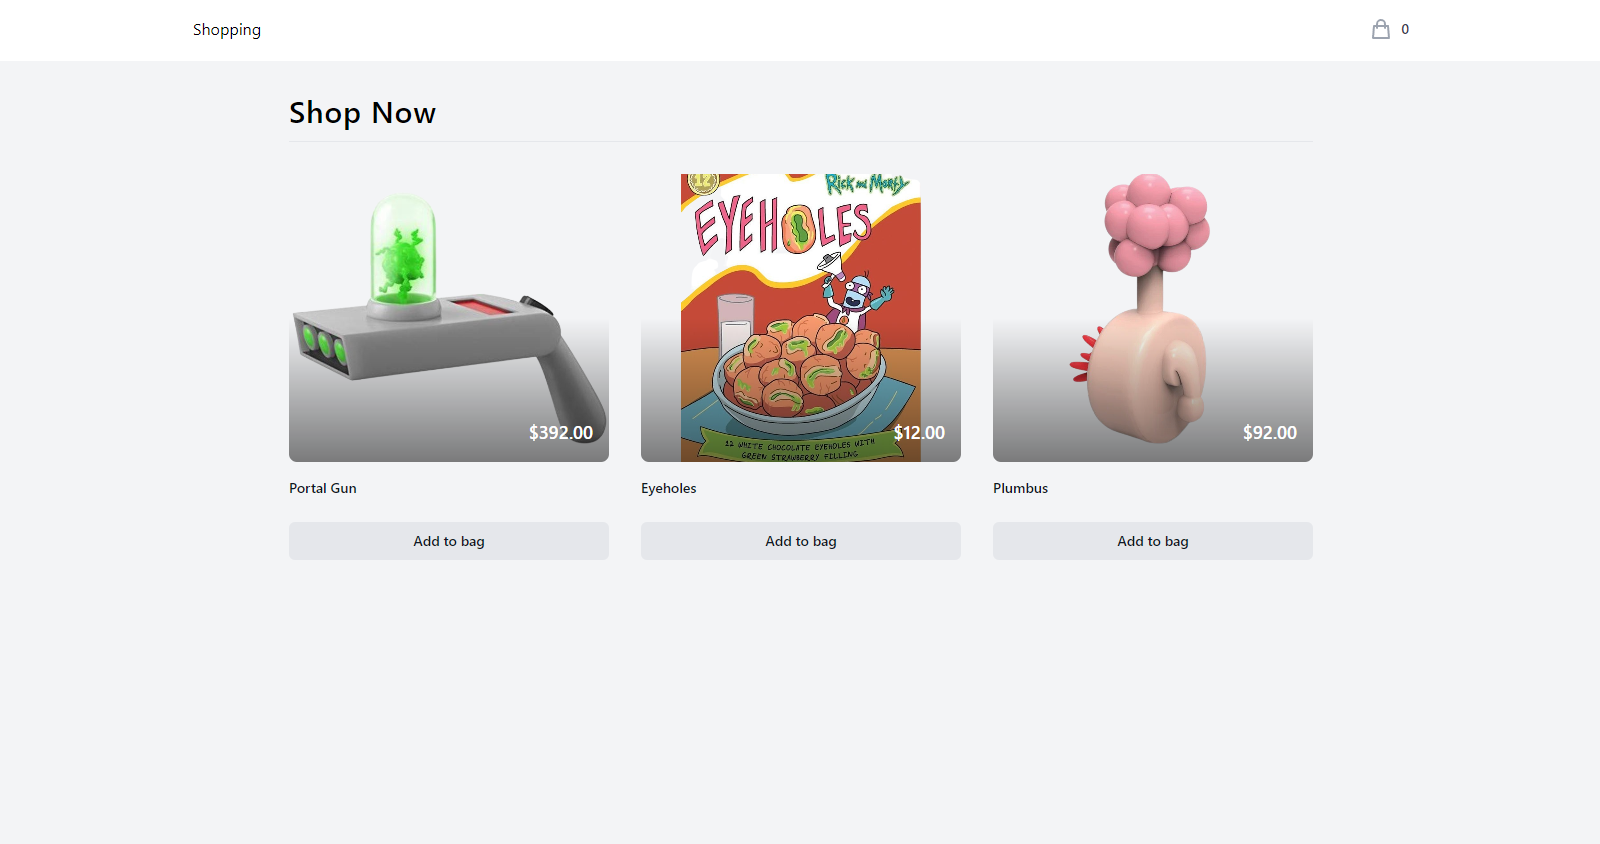 Shopping
0
Shop Now
12
Rick and Morty
EYEHOLES
12 WHITE CHOCOLATE EYEHOLES WITH
GREEN STRAWBERRY FILLING
$392.00
$12.00
$92.00
Portal Gun
Eyeholes
Plumbus
Add to bag
Add to bag
Add to bag